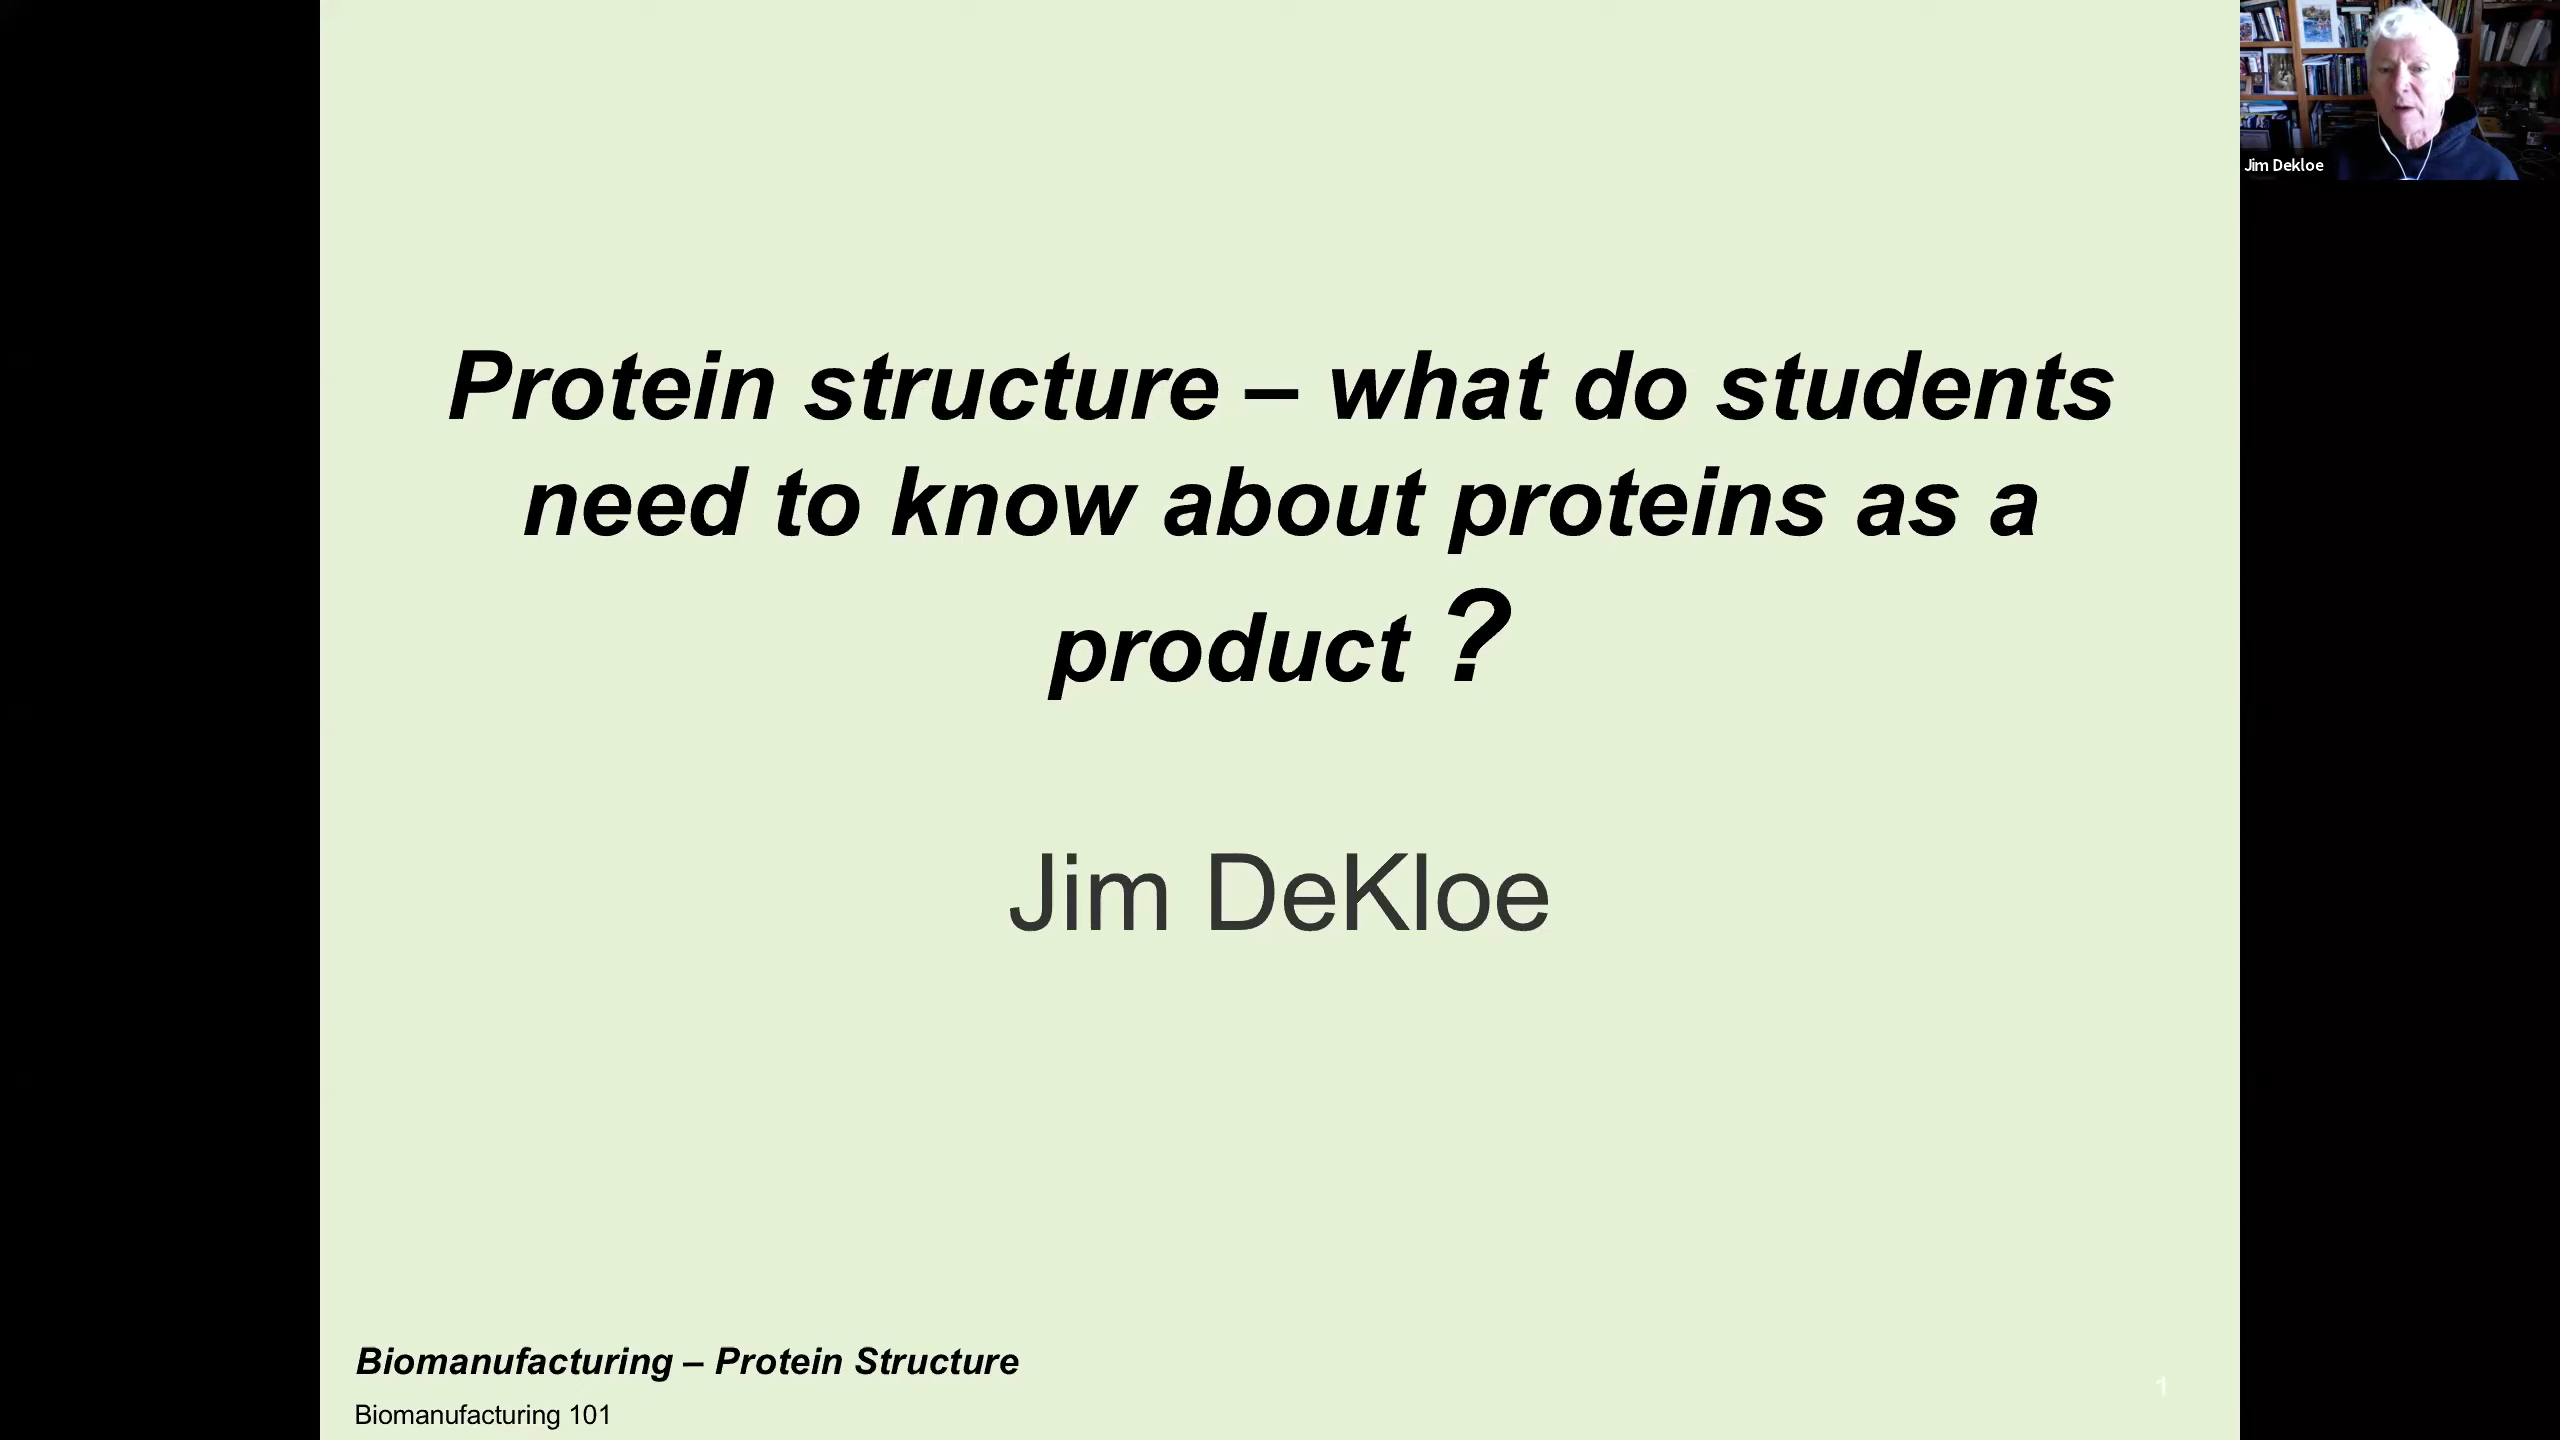 Jim Dekloe
Protein structure – what do students
need to know about proteins as a
product ?
Jim DeKloe
Biomanufacturing – Protein Structure
Biomanufacturing 101
1